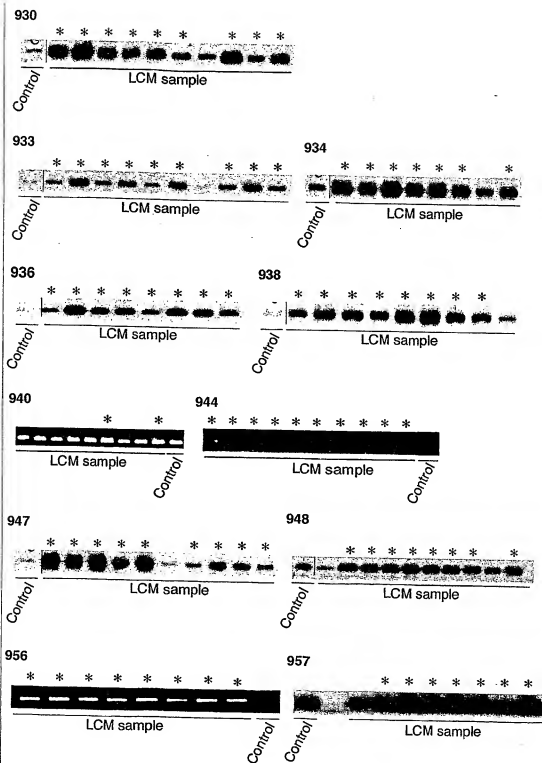 930
* * * * * * * * *
Control
LCM sample
933
* * * * * * * * *
Control
LCM sample
934
* * * * * * *
Control
LCM sample
936
* * * * * * * *
Control
LCM sample
938
* * * * * * * *
Control
LCM sample
940
* *
LCM sample
Control
944
* * * * * * * * * *
LCM sample
Control
947
* * * * * * * * *
Control
LCM sample
948
* * * * * * * *
Control
LCM sample
956
* * * * * * * *
LCM sample
Control
957
* * * * * * *
Control
LCM sample